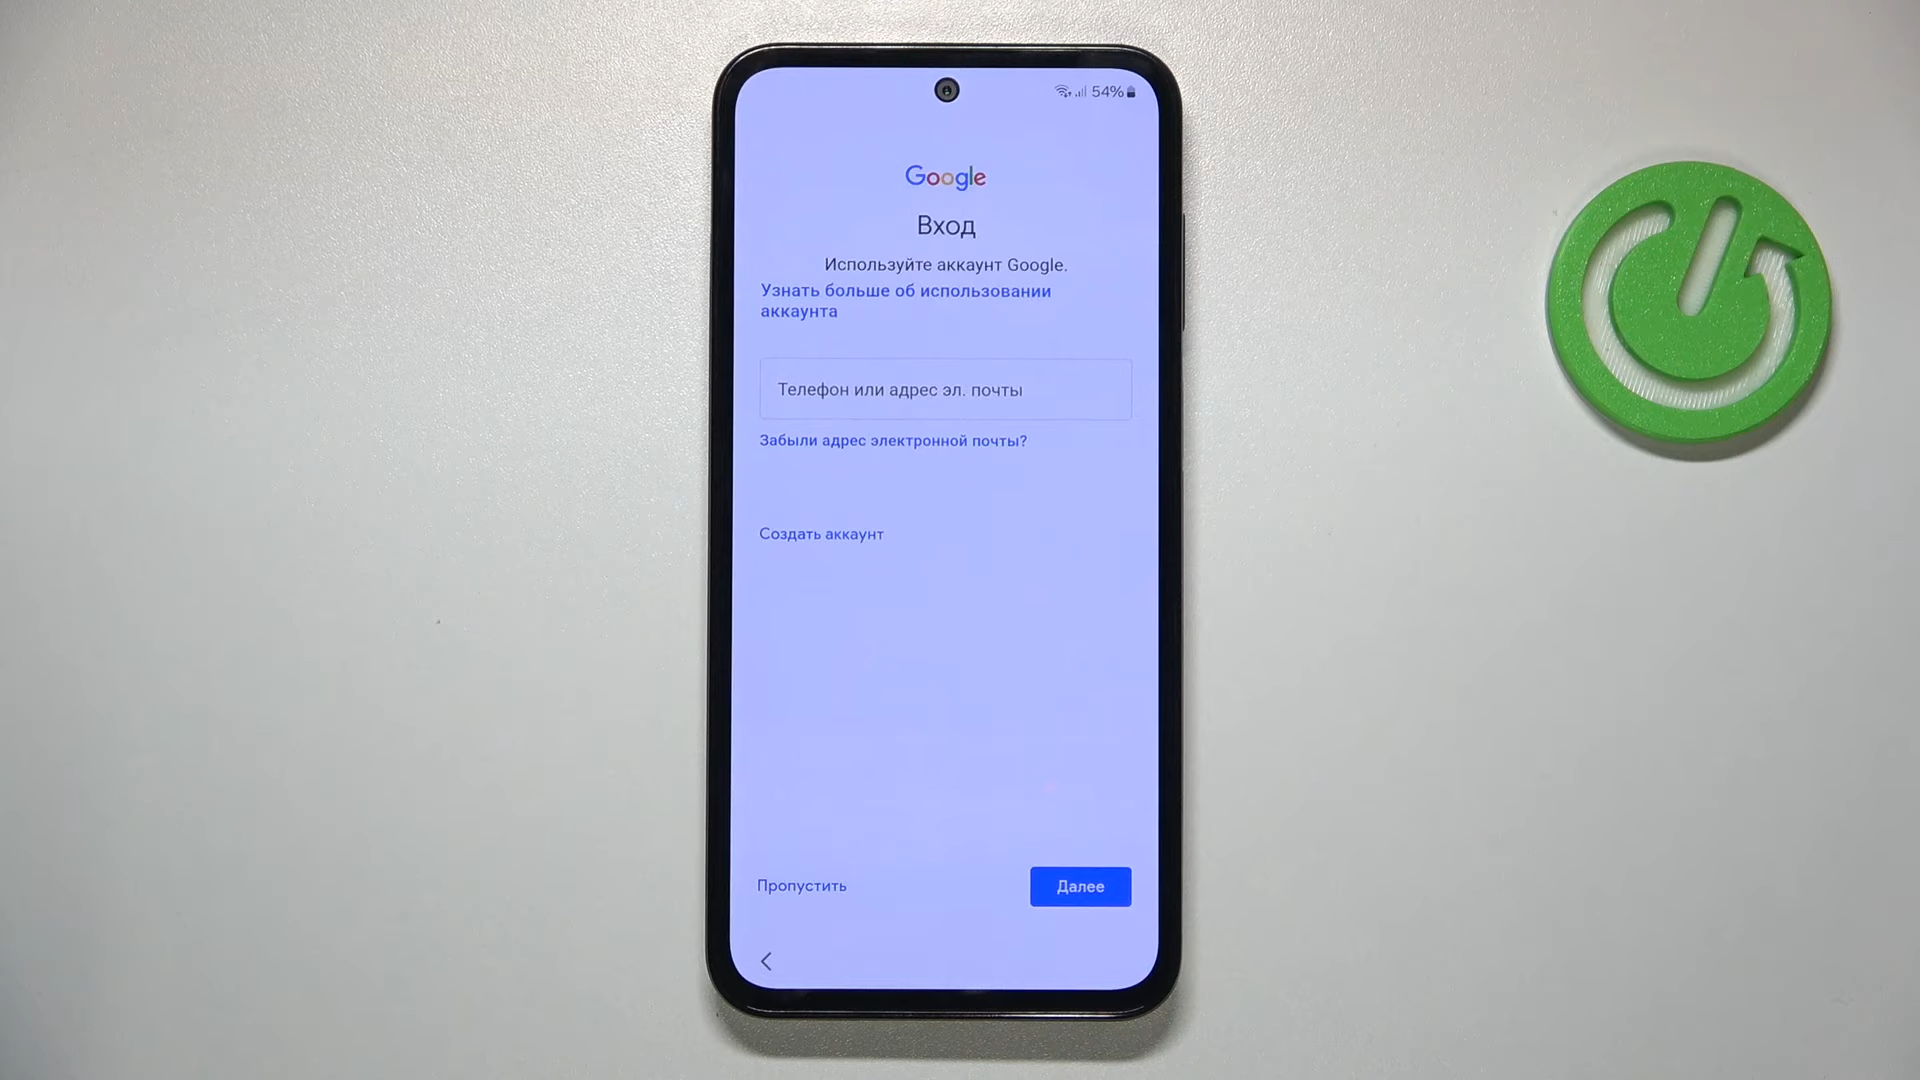 54%
Google
Вход
Используйте аккаунт Google.
Узнать больше об использовании
аккаунта
Телефон или адрес эл. почты
Забыли адрес электронной почты?
Создать аккаунт
Пропустить
Далее